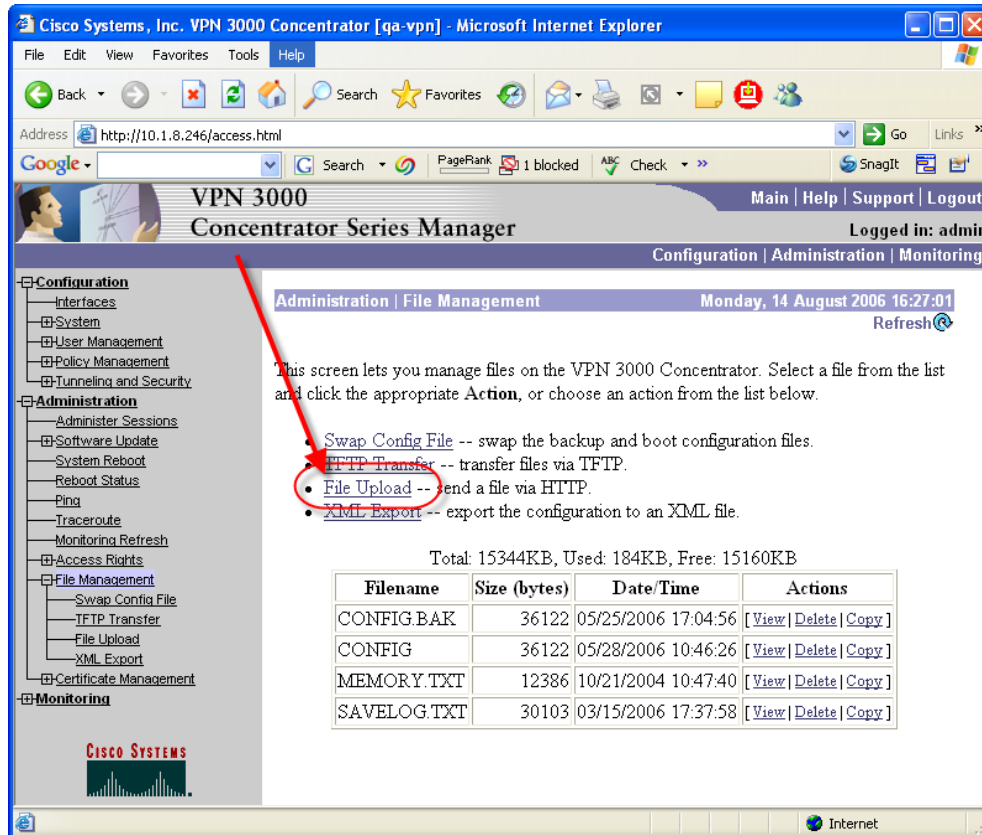 Cisco Systems, Inc. VPN 3000 Concentrator [qa-vpn] - Microsoft Internet Explorer
File Edit View Favorites Tools Help
Back Search Favorites
Address http://10.1.8.246/access.html Go Links »
Google Search PageRank 1 blocked ABC Check » SnagIt
VPN 3000
Concentrator Series Manager
Main | Help | Support | Logout
Logged in: admin
Configuration | Administration | Monitoring
Configuration
Interfaces
System
User Management
Policy Management
Tunneling and Security
Administration
Administer Sessions
Software Update
System Reboot
Reboot Status
Ping
Traceroute
Monitoring Refresh
Access Rights
File Management
Swap Config File
TFTP Transfer
File Upload
XML Export
Certificate Management
Monitoring
CISCO SYSTEMS
Administration | File Management Monday, 14 August 2006 16:27:01
Refresh
This screen lets you manage files on the VPN 3000 Concentrator. Select a file from the list
and click the appropriate Action, or choose an action from the list below.
Swap Config File -- swap the backup and boot configuration files.
TFTP Transfer -- transfer files via TFTP.
File Upload -- send a file via HTTP.
XML Export -- export the configuration to an XML file.
Total: 15344KB, Used: 184KB, Free: 15160KB
Filename Size (bytes) Date/Time Actions
CONFIG.BAK 36122 05/25/2006 17:04:56 [ View | Delete | Copy ]
CONFIG 36122 05/28/2006 10:46:26 [ View | Delete | Copy ]
MEMORY.TXT 12386 10/21/2004 10:47:40 [ View | Delete | Copy ]
SAVELOG.TXT 30103 03/15/2006 17:37:58 [ View | Delete | Copy ]
Internet